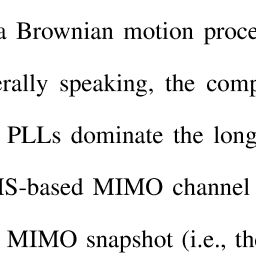 a Brownian motion proce
erally speaking, the comp
PLLs dominate the long
IS-based MIMO channel
MIMO snapshot (i.e., the